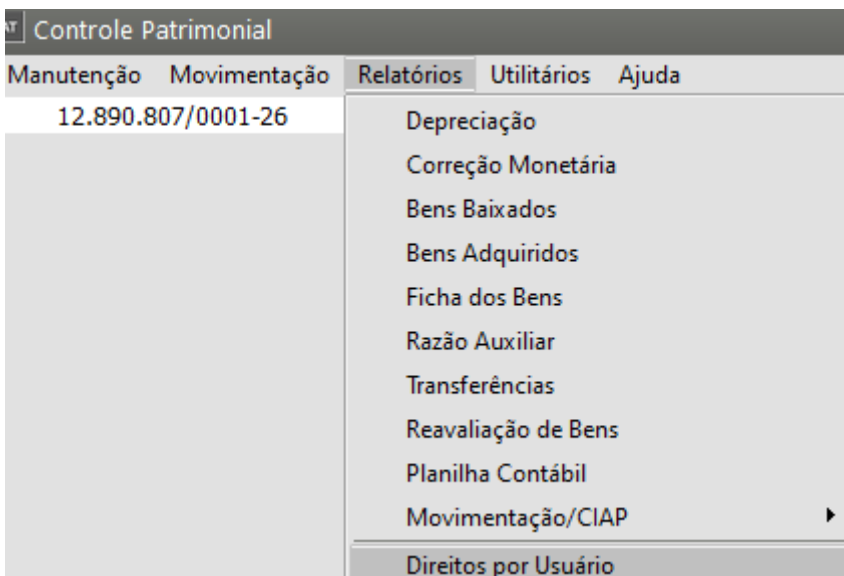 Controle Patrimonial
Manutenção Movimentação Relatórios Utilitários Ajuda
12.890.807/0001-26
Depreciação
Correção Monetária
Bens Baixados
Bens Adquiridos
Ficha dos Bens
Razão Auxiliar
Transferências
Reavaliação de Bens
Planilha Contábil
Movimentação/CIAP
Direitos por Usuário